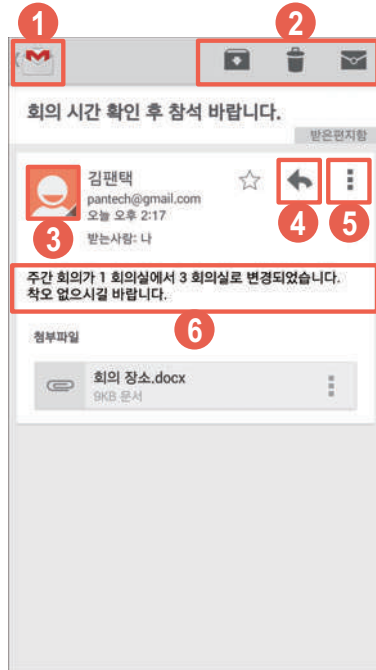 1
2
회의 시간 확인 후 참석 바랍니다.
받은편지함
김팬택
pantech@gmail.com
오늘 오후 2:17
받는사람: 나
3
4
5
주간 회의가 1 회의실에서 3 회의실로 변경되었습니다.
착오 없으시길 바랍니다.
6
첨부파일
회의 장소.docx
9KB 문서